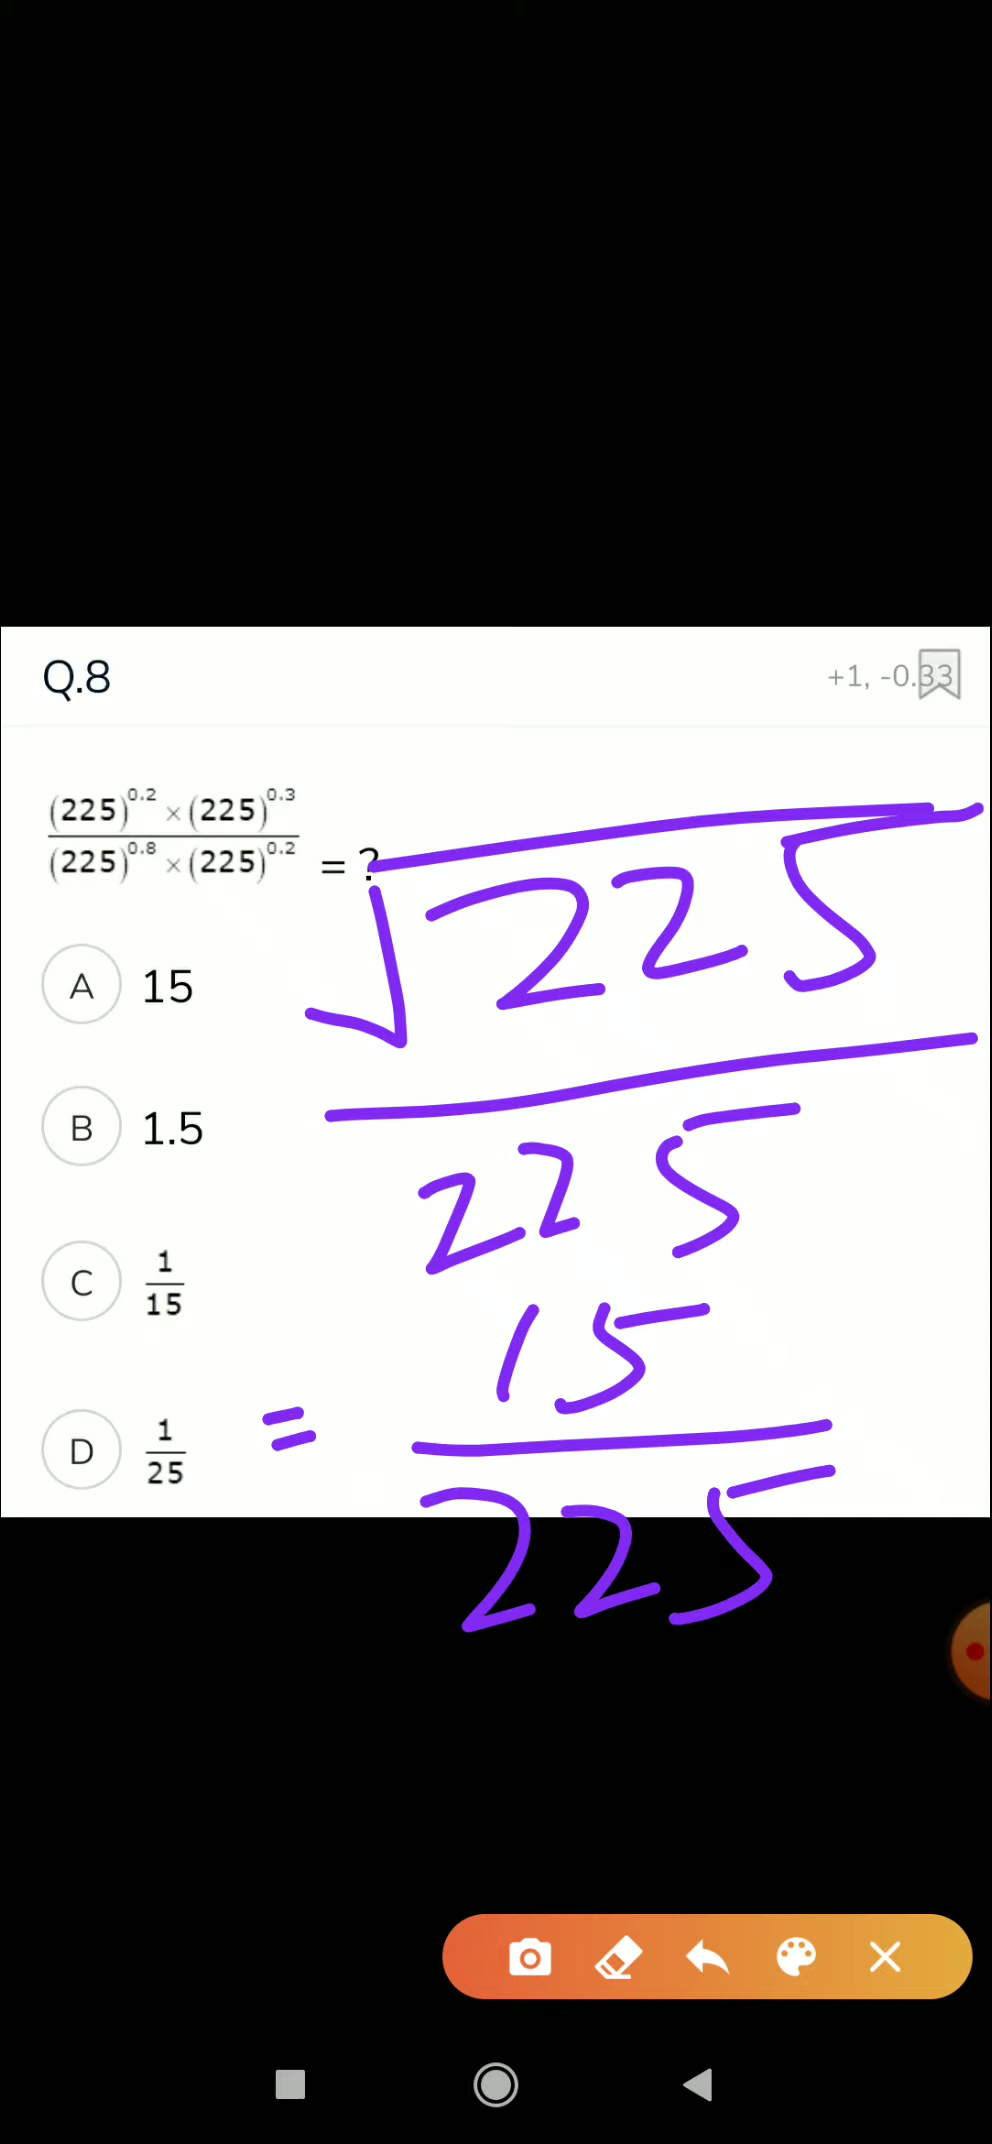 Q.8
+1, -0.33
(225)^0.2 × (225)^0.3
(225)^0.8 × (225)^0.2
= ?
√225
225
A 15
B 1.5
C 1/15
D 1/25
= 15
225